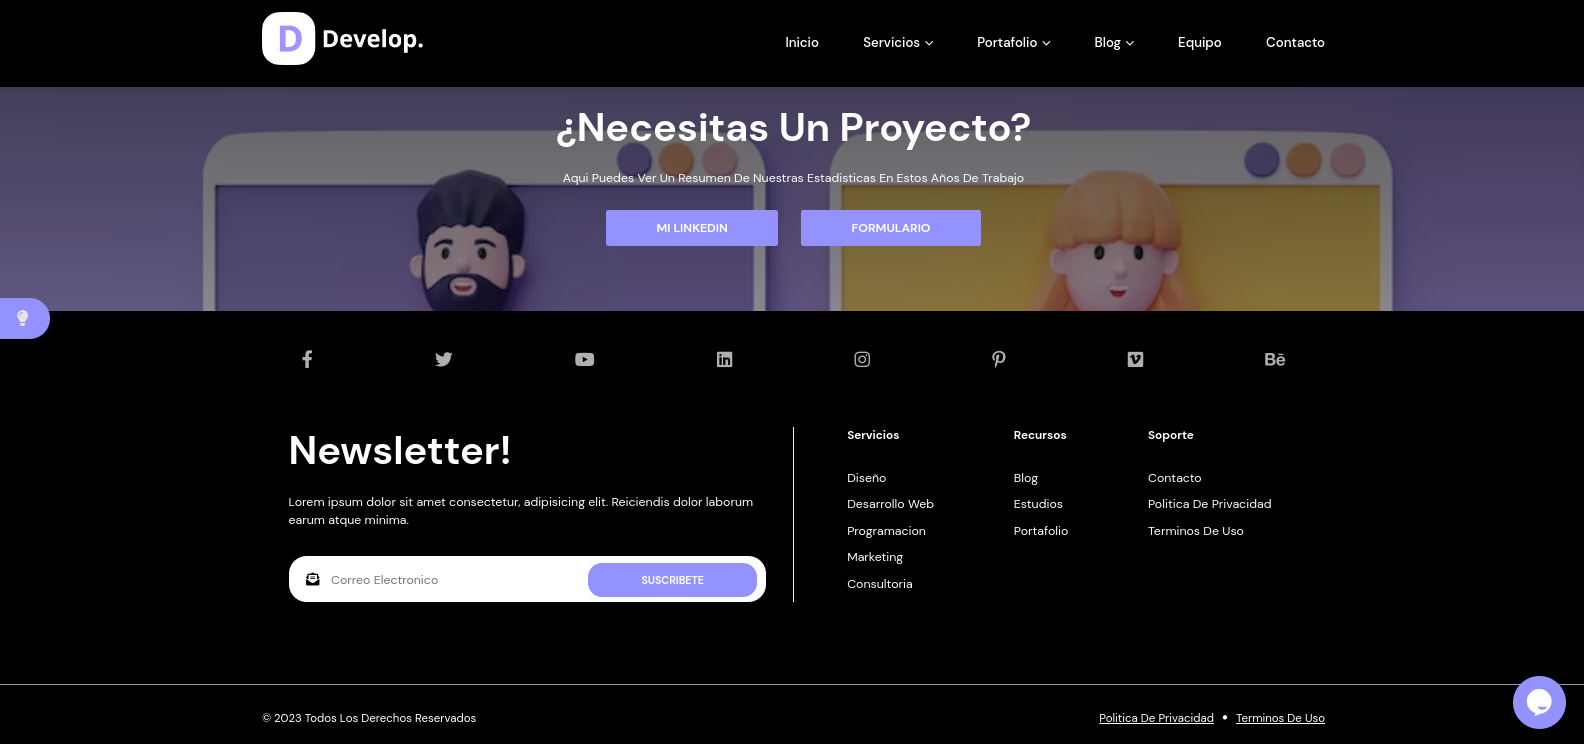 D Develop.
Inicio Servicios Portafolio Blog Equipo Contacto
¿Necesitas Un Proyecto?
Aqui Puedes Ver Un Resumen De Nuestras Estadisticas En Estos Años De Trabajo
MI LINKEDIN FORMULARIO
Newsletter!
Lorem ipsum dolor sit amet consectetur, adipisicing elit. Reiciendis dolor laborum
earum atque minima.
Correo Electronico SUSCRIBETE
Servicios
Diseño
Desarrollo Web
Programacion
Marketing
Consultoria
Recursos
Blog
Estudios
Portafolio
Soporte
Contacto
Politica De Privacidad
Terminos De Uso
© 2023 Todos Los Derechos Reservados
Politica De Privacidad • Terminos De Uso